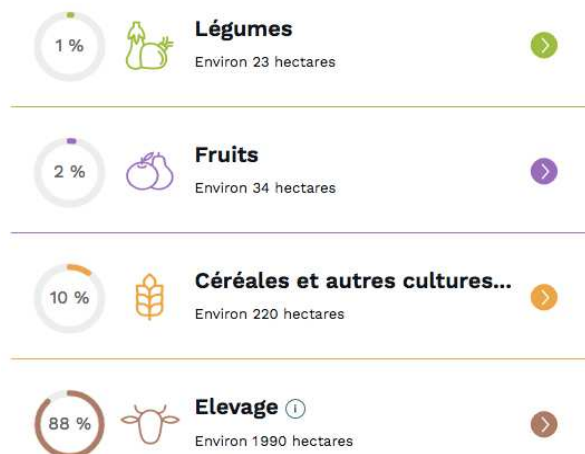 1 %
Légumes
Environ 23 hectares
2 %
Fruits
Environ 34 hectares
10 %
Céréales et autres cultures...
Environ 220 hectares
88 %
Elevage i
Environ 1990 hectares